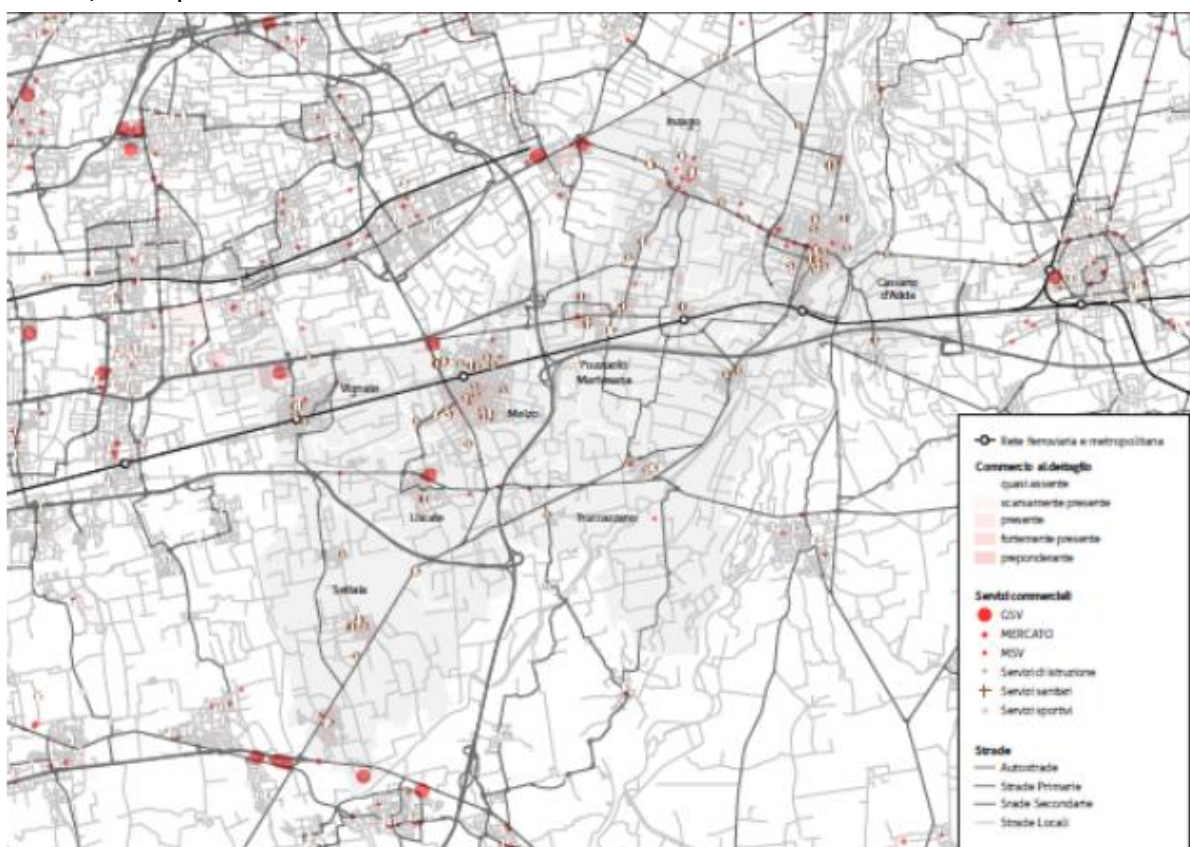 Inzago
Cassano
d'Adda
Pozzuolo
Martesana
Vignate
Melzo
Liscate
Truccazzano
Settala
Rete ferroviaria e metropolitana
Commercio al dettaglio
quasi assente
scarsamente presente
presente
fortemente presente
preponderante
Servizi commerciali
GSV
MERCATO
MSV
Servizi di istruzione
Servizi sanitari
Servizi sportivi
Strade
Autostrade
Strade Primarie
Srade Secondarie
Strade Locali